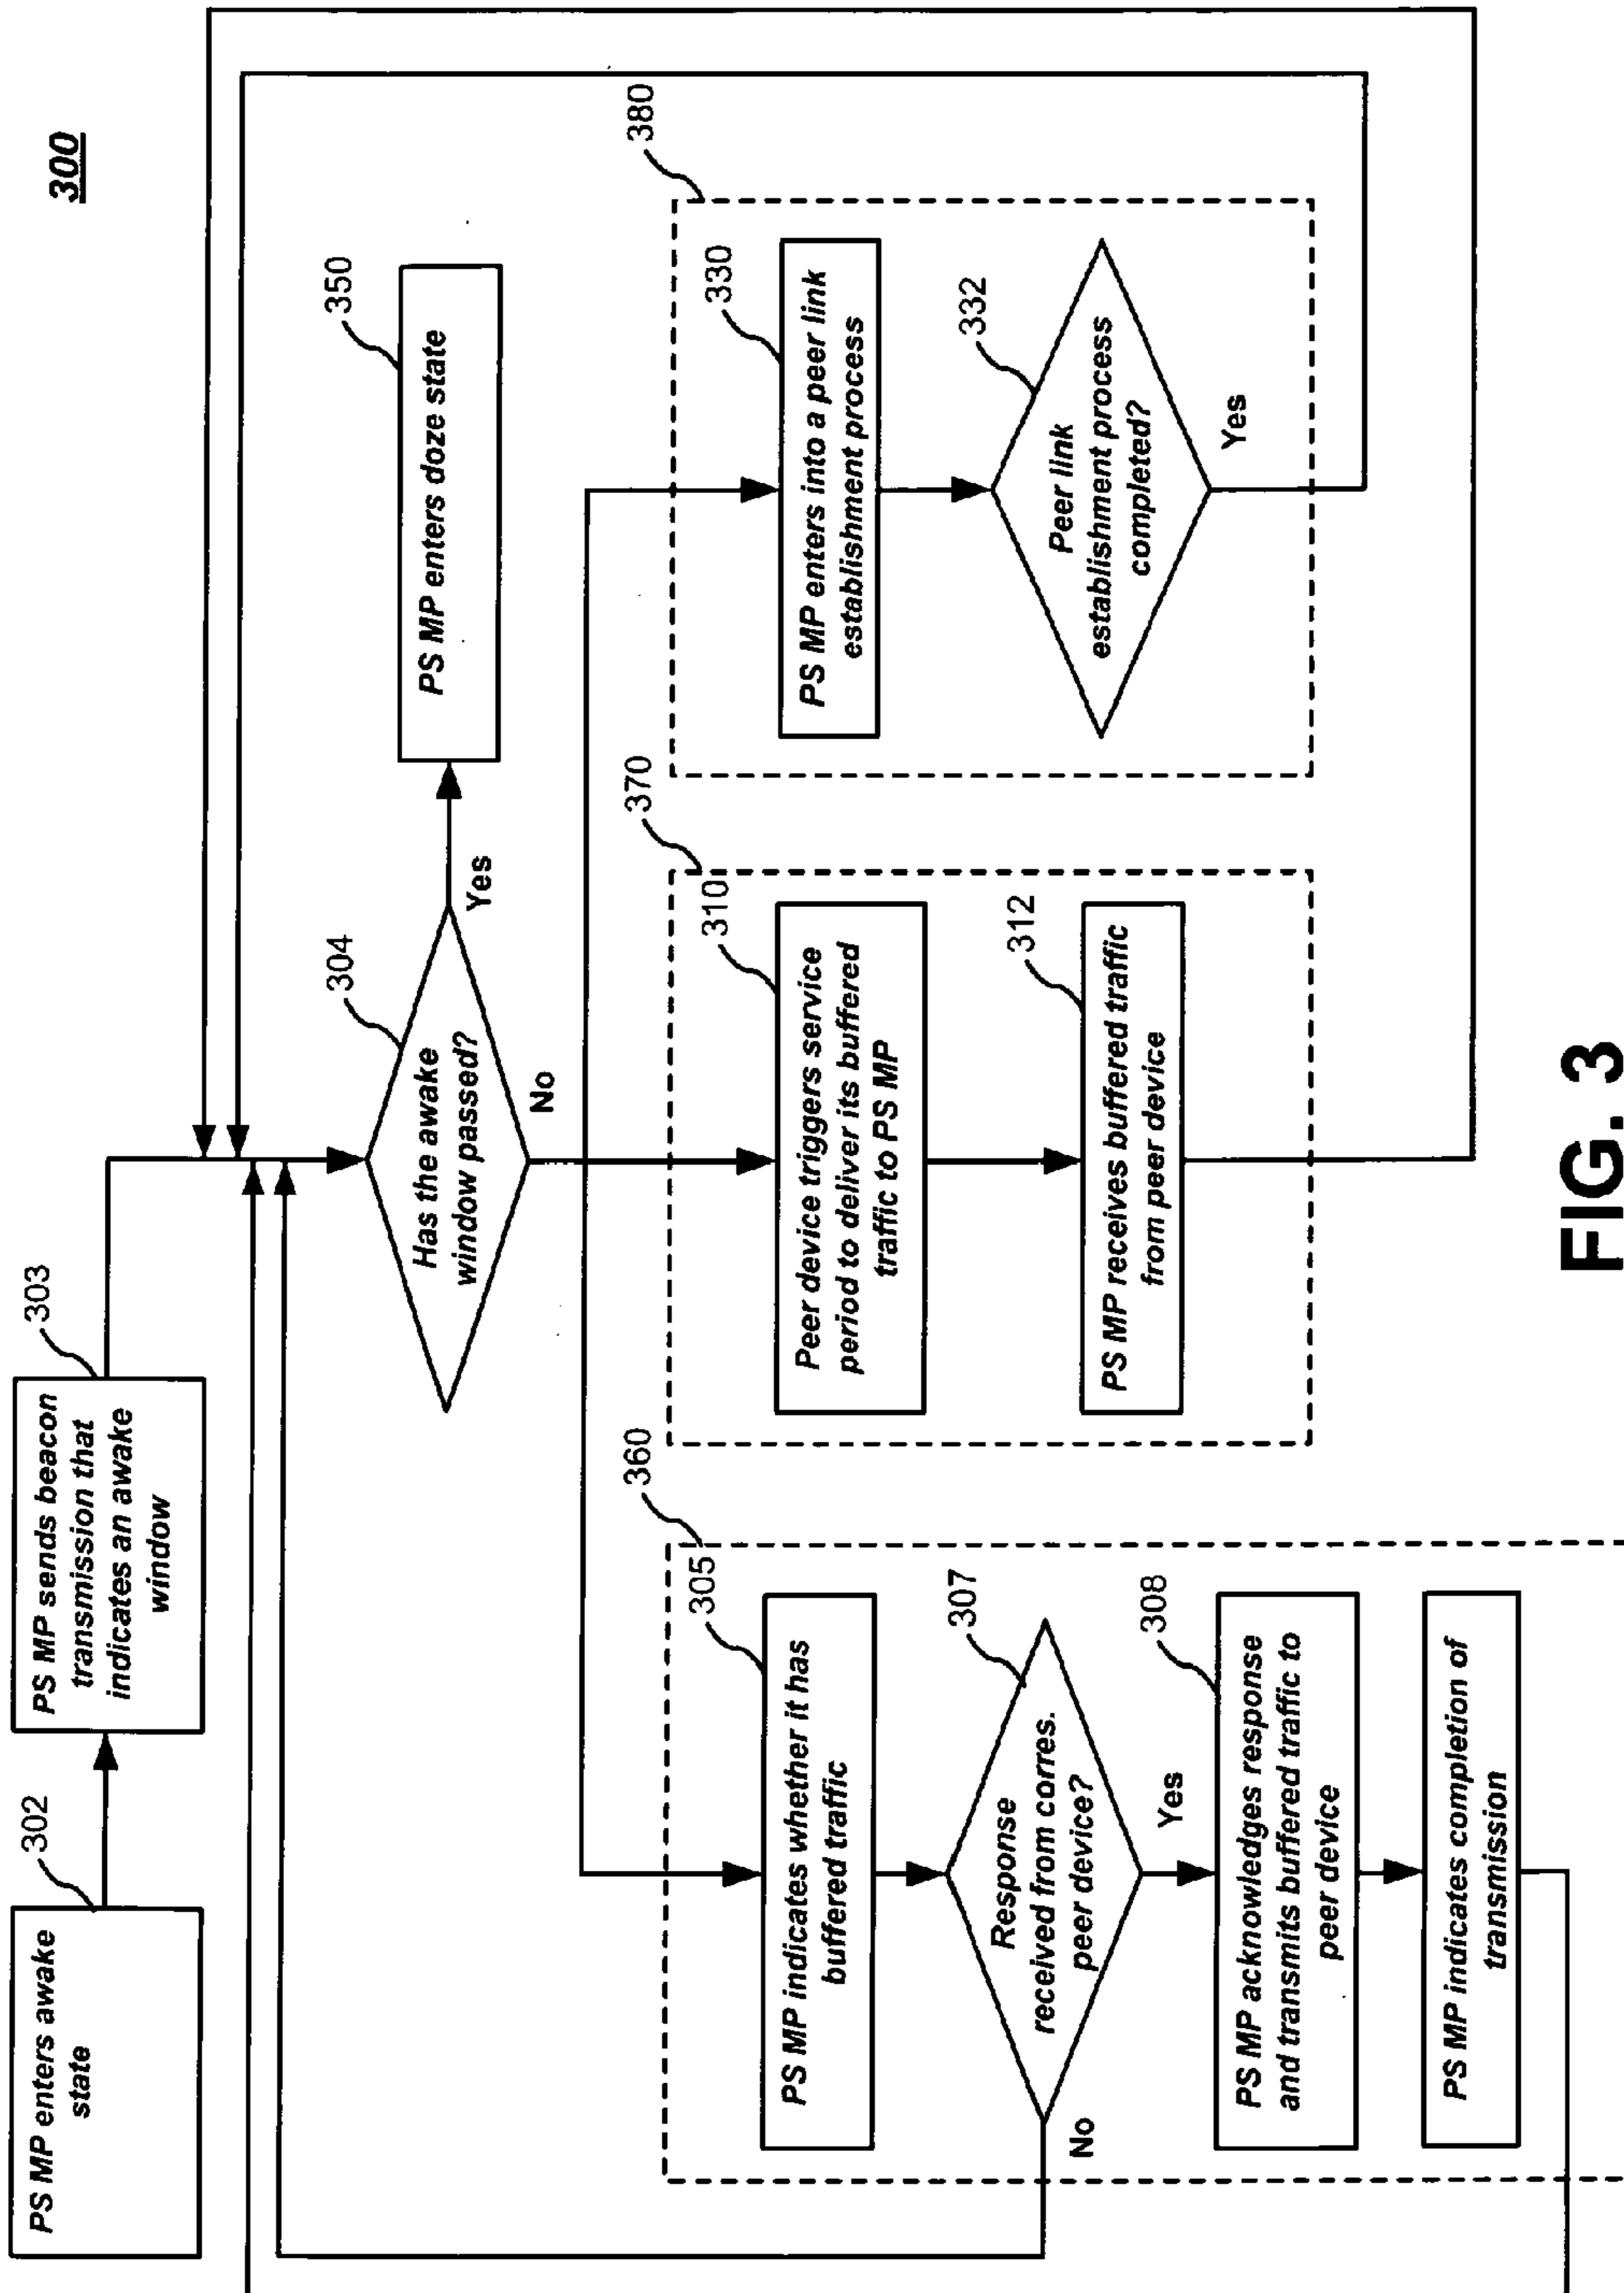 300
302
PS MP enters awake
state
303
PS MP sends beacon
transmission that
indicates an awake
window
304
Has the awake
window passed?
Yes
No
350
PS MP enters doze state
360
305
PS MP indicates whether it has
buffered traffic
307
Response
received from corres.
peer device?
No
Yes
308
PS MP acknowledges response
and transmits buffered traffic to
peer device
PS MP indicates completion of
transmission
370
310
Peer device triggers service
period to deliver its buffered
traffic to PS MP
312
PS MP receives buffered traffic
from peer device
380
330
PS MP enters into a peer link
establishment process
332
Peer link
establishment process
completed?
Yes
FIG. 3